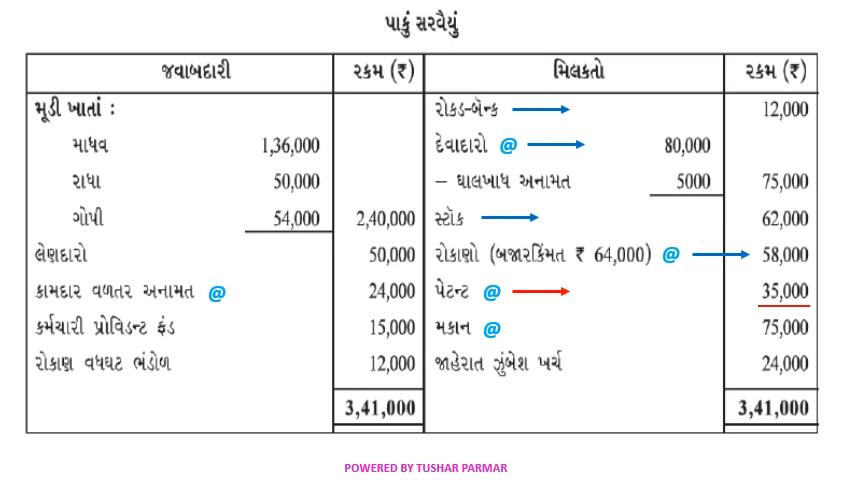 પાકું સરવૈયું
જવાબદારી રકમ (₹) મિલકતો રકમ (₹)
મૂડી ખાતાં : રોકડ-બૅન્ક 12,000
માધવ 1,36,000 દેવાદારો @ 80,000
રાધા 50,000 – ઘાલખાધ અનામત 5000 75,000
ગોપી 54,000 2,40,000 સ્ટૉક 62,000
લેણદારો 50,000 રોકાણો (બજારકિંમત ₹ 64,000) @ 58,000
કામદાર વળતર અનામત @ 24,000 પેટન્ટ @ 35,000
કર્મચારી પ્રોવિડન્ટ ફંડ 15,000 મકાન @ 75,000
રોકાણ વધઘટ ભંડોળ 12,000 જાહેરાત ઝુંબેશ ખર્ચ 24,000
3,41,000 3,41,000
POWERED BY TUSHAR PARMAR